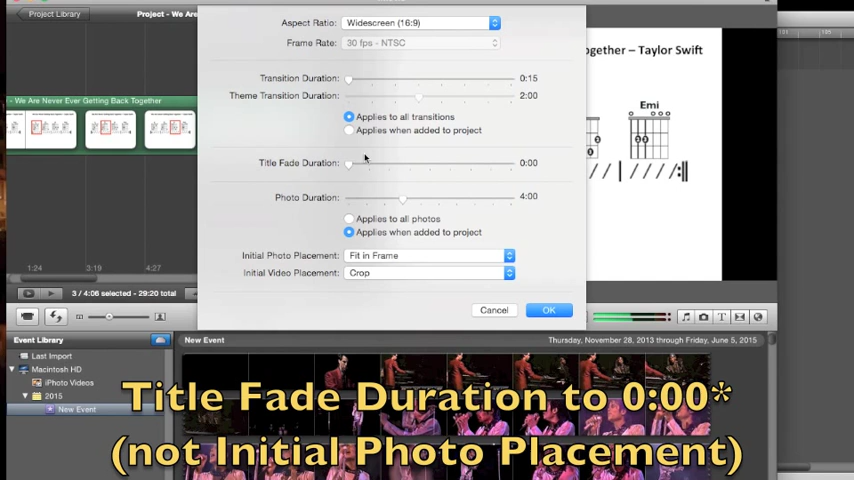 Project Library
Project - We Are
Aspect Ratio: Widescreen (16:9)
Frame Rate: 30 fps - NTSC
Transition Duration: 0:15
Theme Transition Duration: 2:00
Applies to all transitions
Applies when added to project
Title Fade Duration: 0:00
Photo Duration: 4:00
Applies to all photos
Applies when added to project
Initial Photo Placement: Fit in Frame
Initial Video Placement: Crop
Cancel OK
ogether – Taylor Swift
Emi
- We Are Never Ever Getting Back Together
1:24 3:19 4:27
3 / 4:06 selected - 29:20 total
Event Library
Last Import
Macintosh HD
iPhoto Videos
2015
New Event
New Event
Thursday, November 28, 2013 through Friday, June 5, 2015
Title Fade Duration to 0:00*
(not Initial Photo Placement)